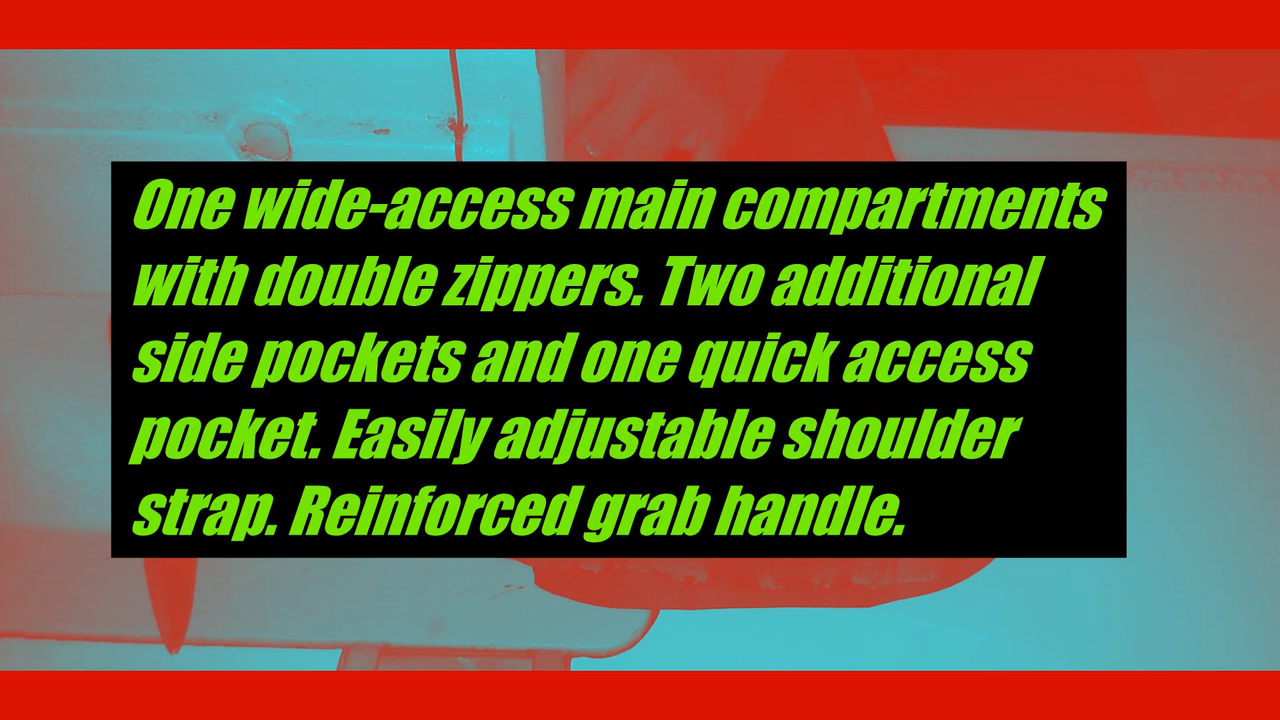 One wide-access main compartments
with double zippers. Two additional
side pockets and one quick access
pocket. Easily adjustable shoulder
strap. Reinforced grab handle.